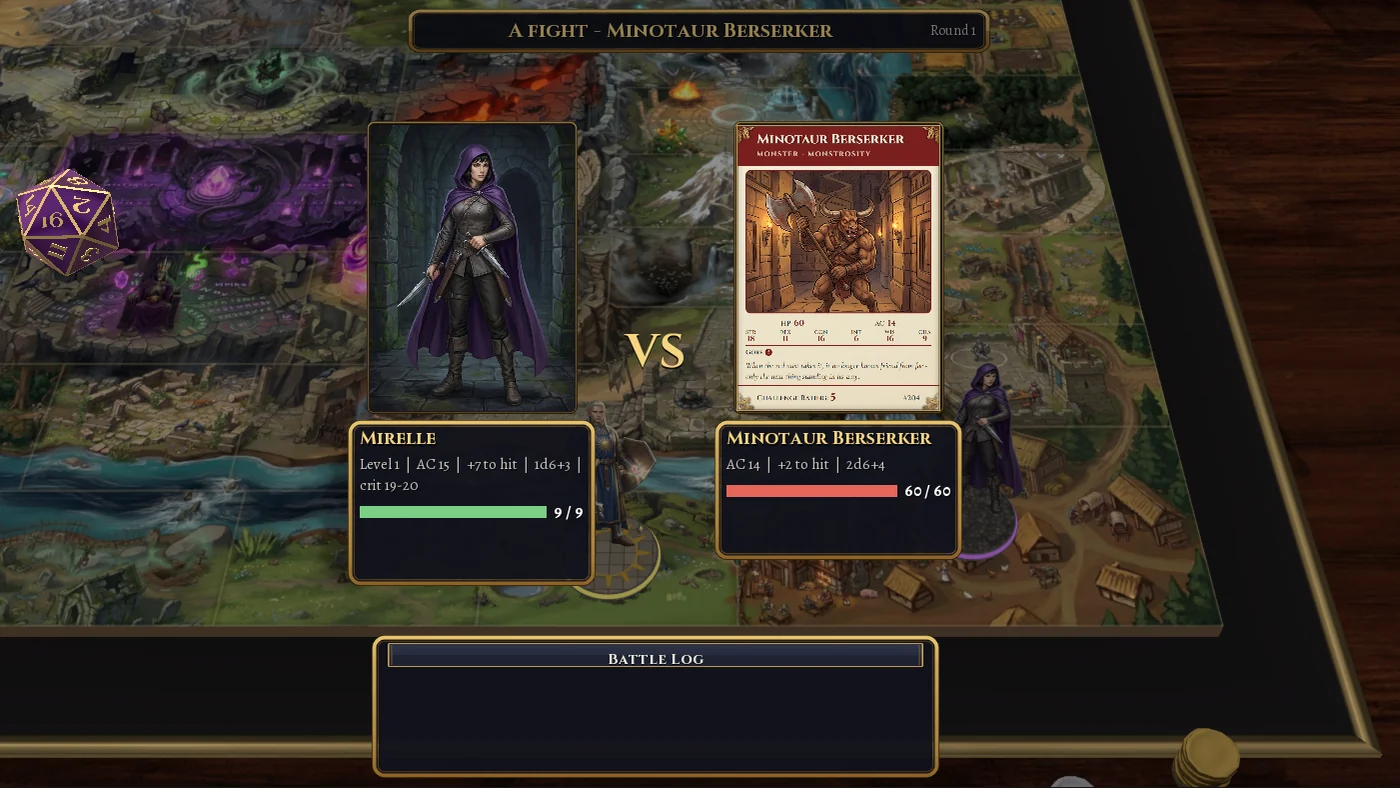 A fight - Minotaur Berserker
Round 1
Minotaur Berserker
Monster - Monstrosity
HP 60 AC 14
STR DEX CON INT WIS CHA
18 11 16 6 16 9
Gore
Challenge Rating 5
#204
VS
Mirelle
Level 1 | AC 15 | +7 to hit | 1d6+3 |
crit 19-20
9 / 9
Minotaur Berserker
AC 14 | +2 to hit | 2d6+4
60 / 60
Battle Log